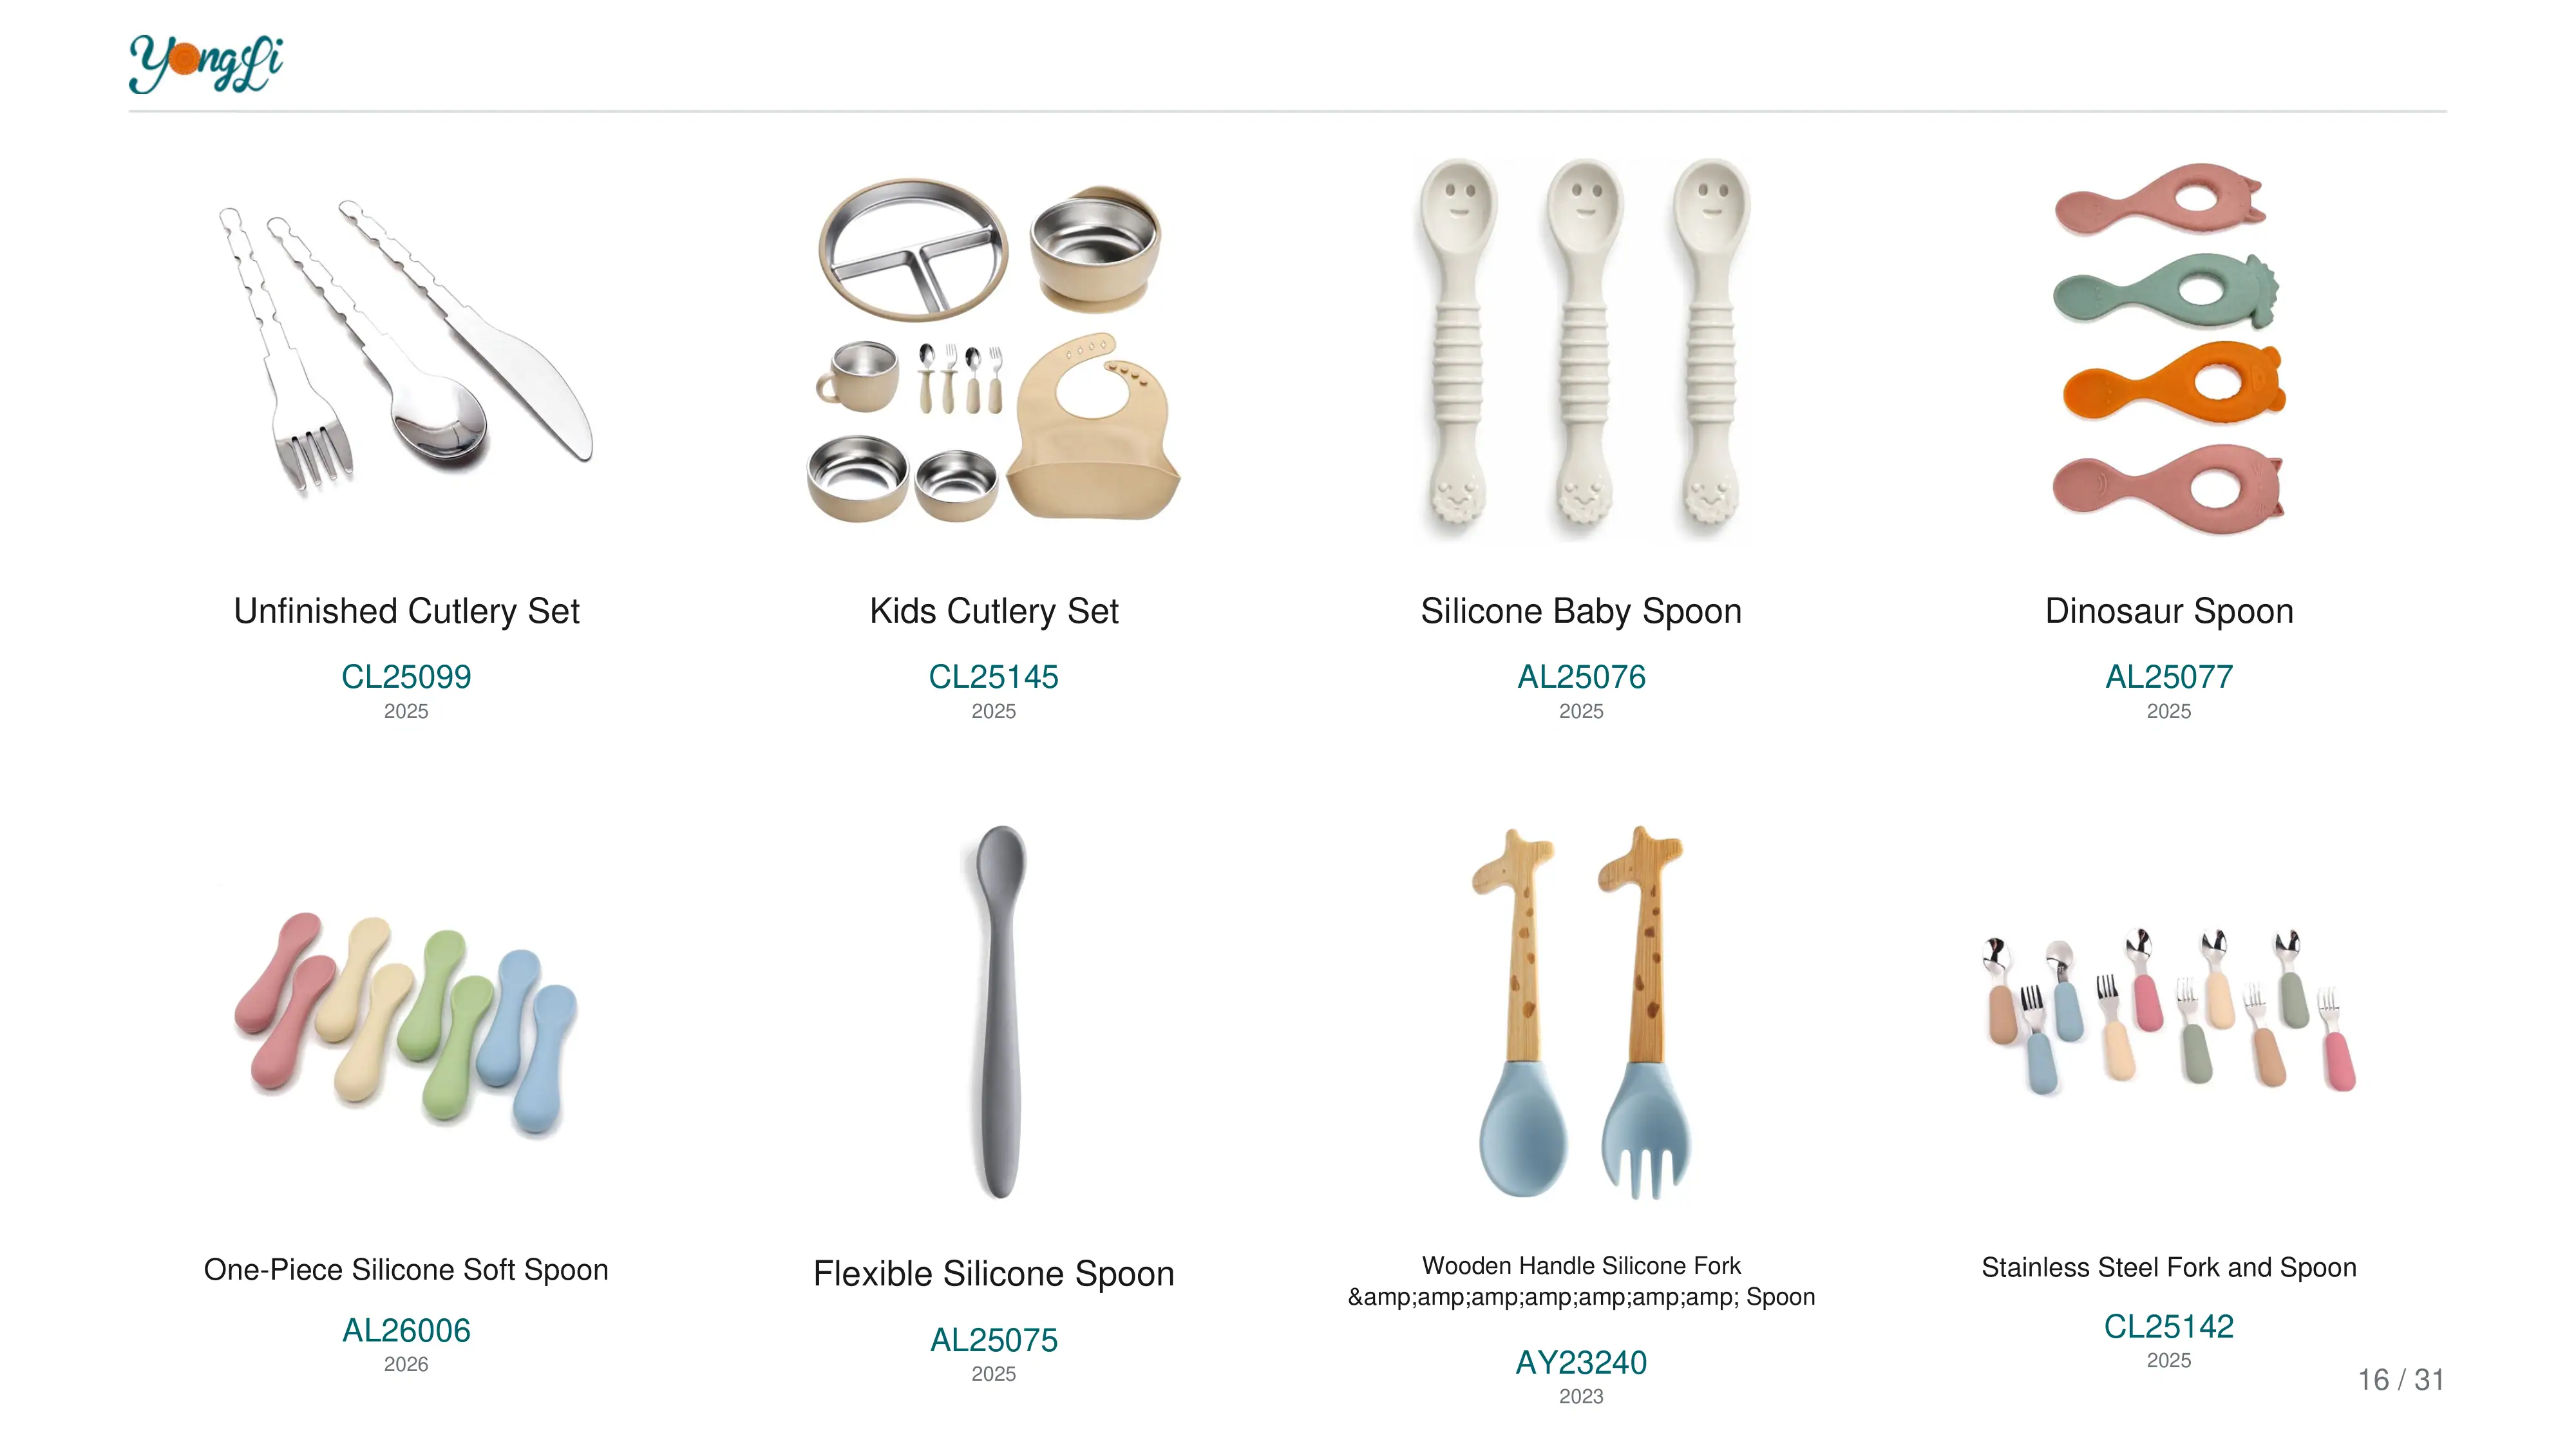 YongLi
Unfinished Cutlery Set
CL25099
2025
Kids Cutlery Set
CL25145
2025
Silicone Baby Spoon
AL25076
2025
Dinosaur Spoon
AL25077
2025
One-Piece Silicone Soft Spoon
AL26006
2026
Flexible Silicone Spoon
AL25075
2025
Wooden Handle Silicone Fork
&amp;amp;amp;amp;amp;amp;amp; Spoon
AY23240
2023
Stainless Steel Fork and Spoon
CL25142
2025
16 / 31